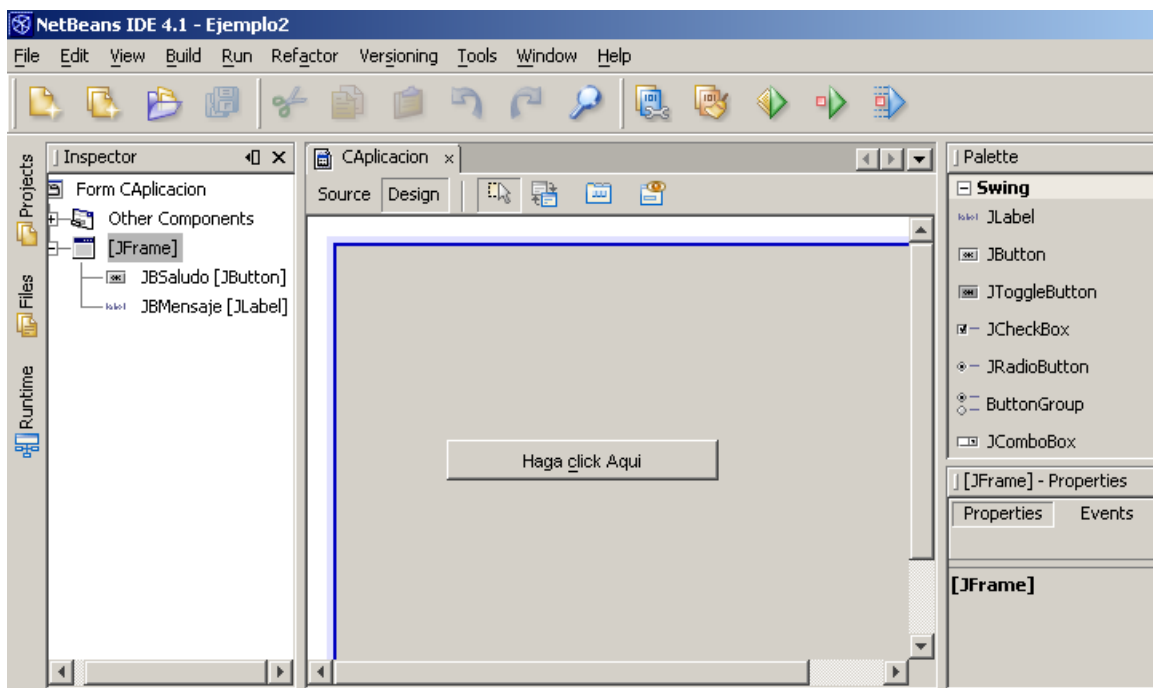 NetBeans IDE 4.1 - Ejemplo2
File Edit View Build Run Refactor Versioning Tools Window Help
Projects
Files
Runtime
Inspector
Form CAplicacion
Other Components
[JFrame]
JBSaludo [JButton]
JBMensaje [JLabel]
CAplicacion
Source Design
Haga click Aqui
Palette
Swing
label JLabel
JButton
JToggleButton
JCheckBox
JRadioButton
ButtonGroup
JComboBox
[JFrame] - Properties
Properties Events
[JFrame]